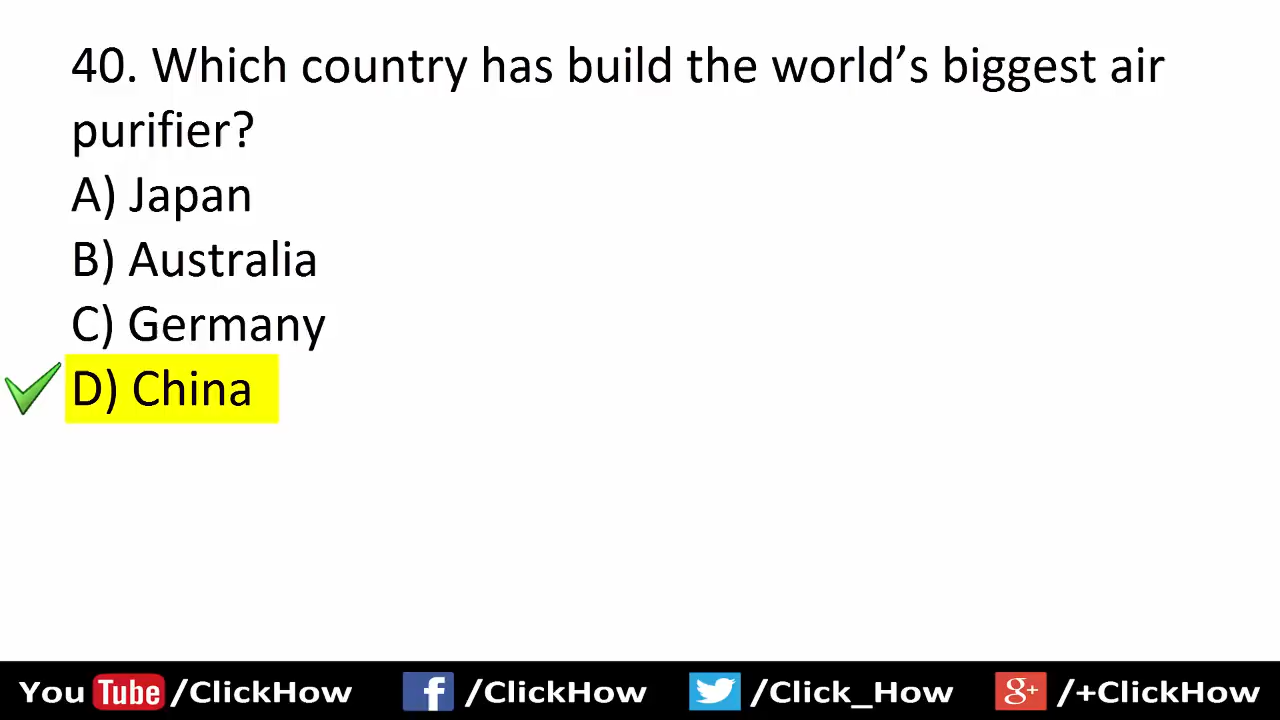 40. Which country has build the world’s biggest air
purifier?
A) Japan
B) Australia
C) Germany
D) China
You Tube /ClickHow f /ClickHow /Click_How g+ /+ClickHow